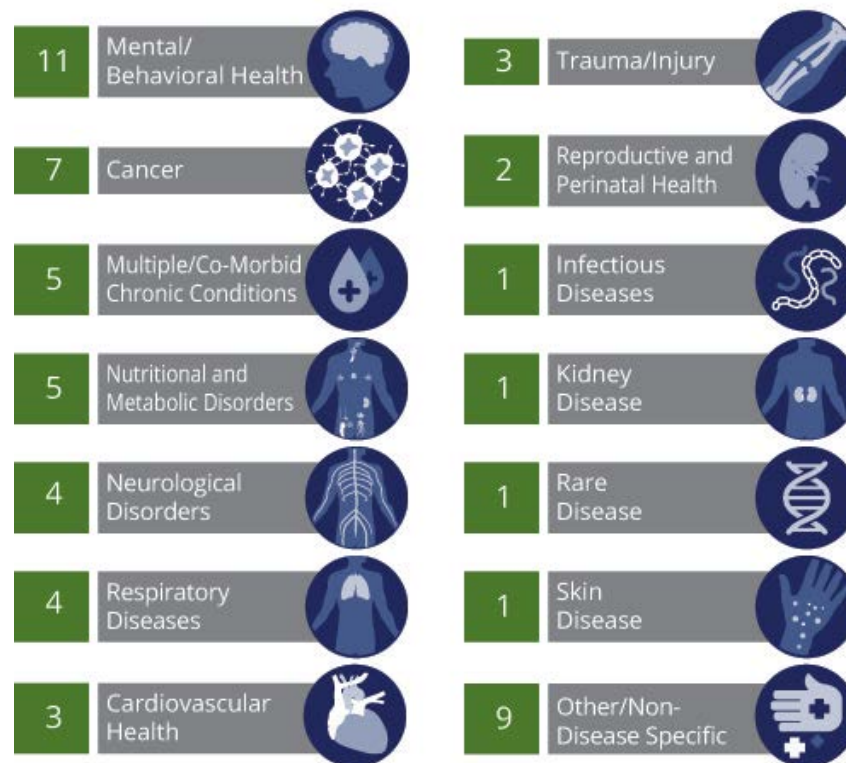 11
Mental/
Behavioral Health
7
Cancer
5
Multiple/Co-Morbid
Chronic Conditions
5
Nutritional and
Metabolic Disorders
4
Neurological
Disorders
4
Respiratory
Diseases
3
Cardiovascular
Health
3
Trauma/Injury
2
Reproductive and
Perinatal Health
1
Infectious
Diseases
1
Kidney
Disease
1
Rare
Disease
1
Skin
Disease
9
Other/Non-
Disease Specific